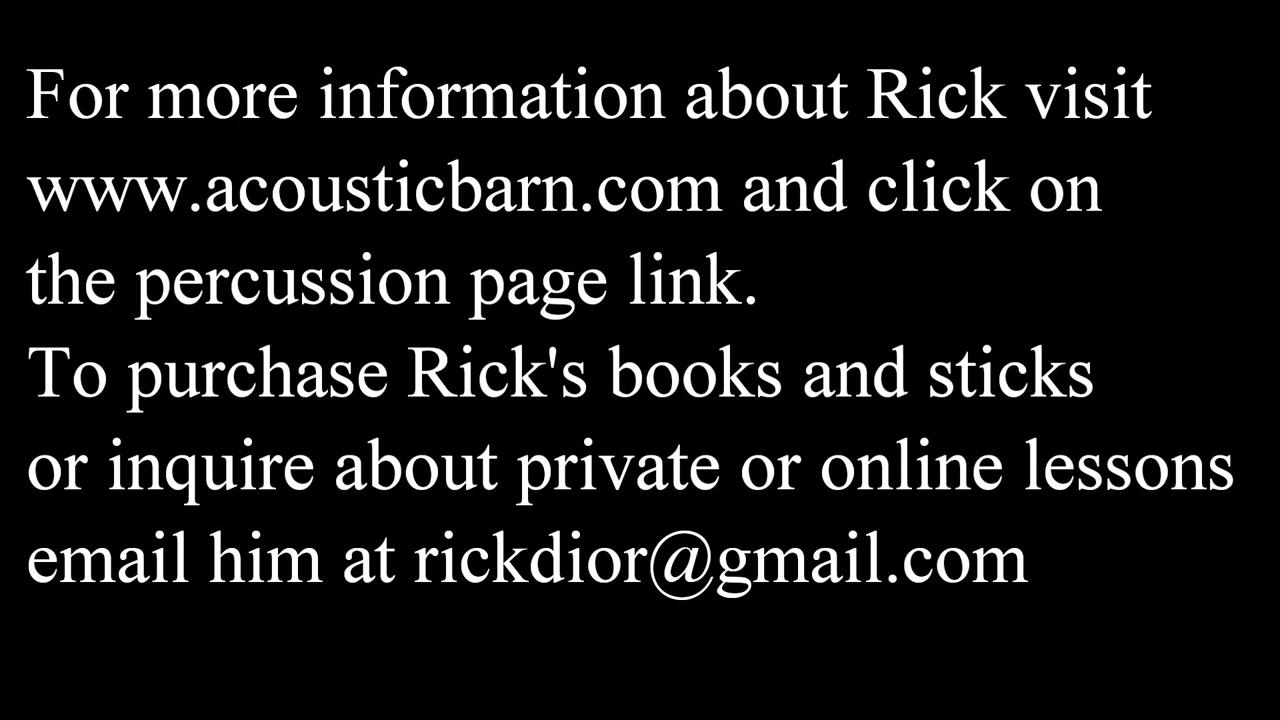 For more information about Rick visit
www.acousticbarn.com and click on
the percussion page link.
To purchase Rick's books and sticks
or inquire about private or online lessons
email him at rickdior@gmail.com